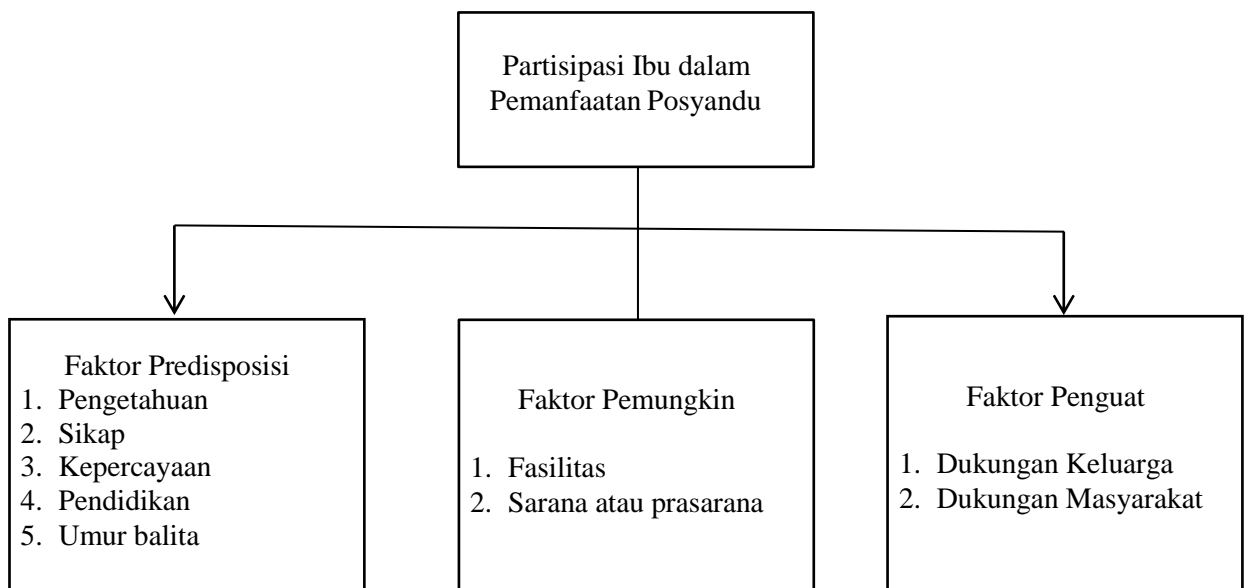 Partisipasi Ibu dalam
Pemanfaatan Posyandu
Faktor Predisposisi
1. Pengetahuan
2. Sikap
3. Kepercayaan
4. Pendidikan
5. Umur balita
Faktor Pemungkin
1. Fasilitas
2. Sarana atau prasarana
Faktor Penguat
1. Dukungan Keluarga
2. Dukungan Masyarakat